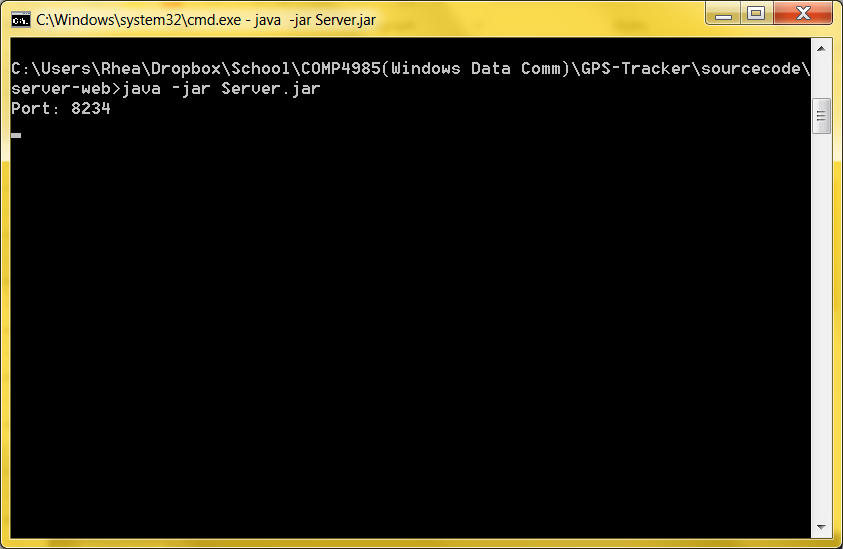 C:\Windows\system32\cmd.exe - java  -jar Server.jar
C:\Users\Rhea\Dropbox\School\COMP4985(Windows Data Comm)\GPS-Tracker\sourcecode\
server-web>java -jar Server.jar
Port: 8234